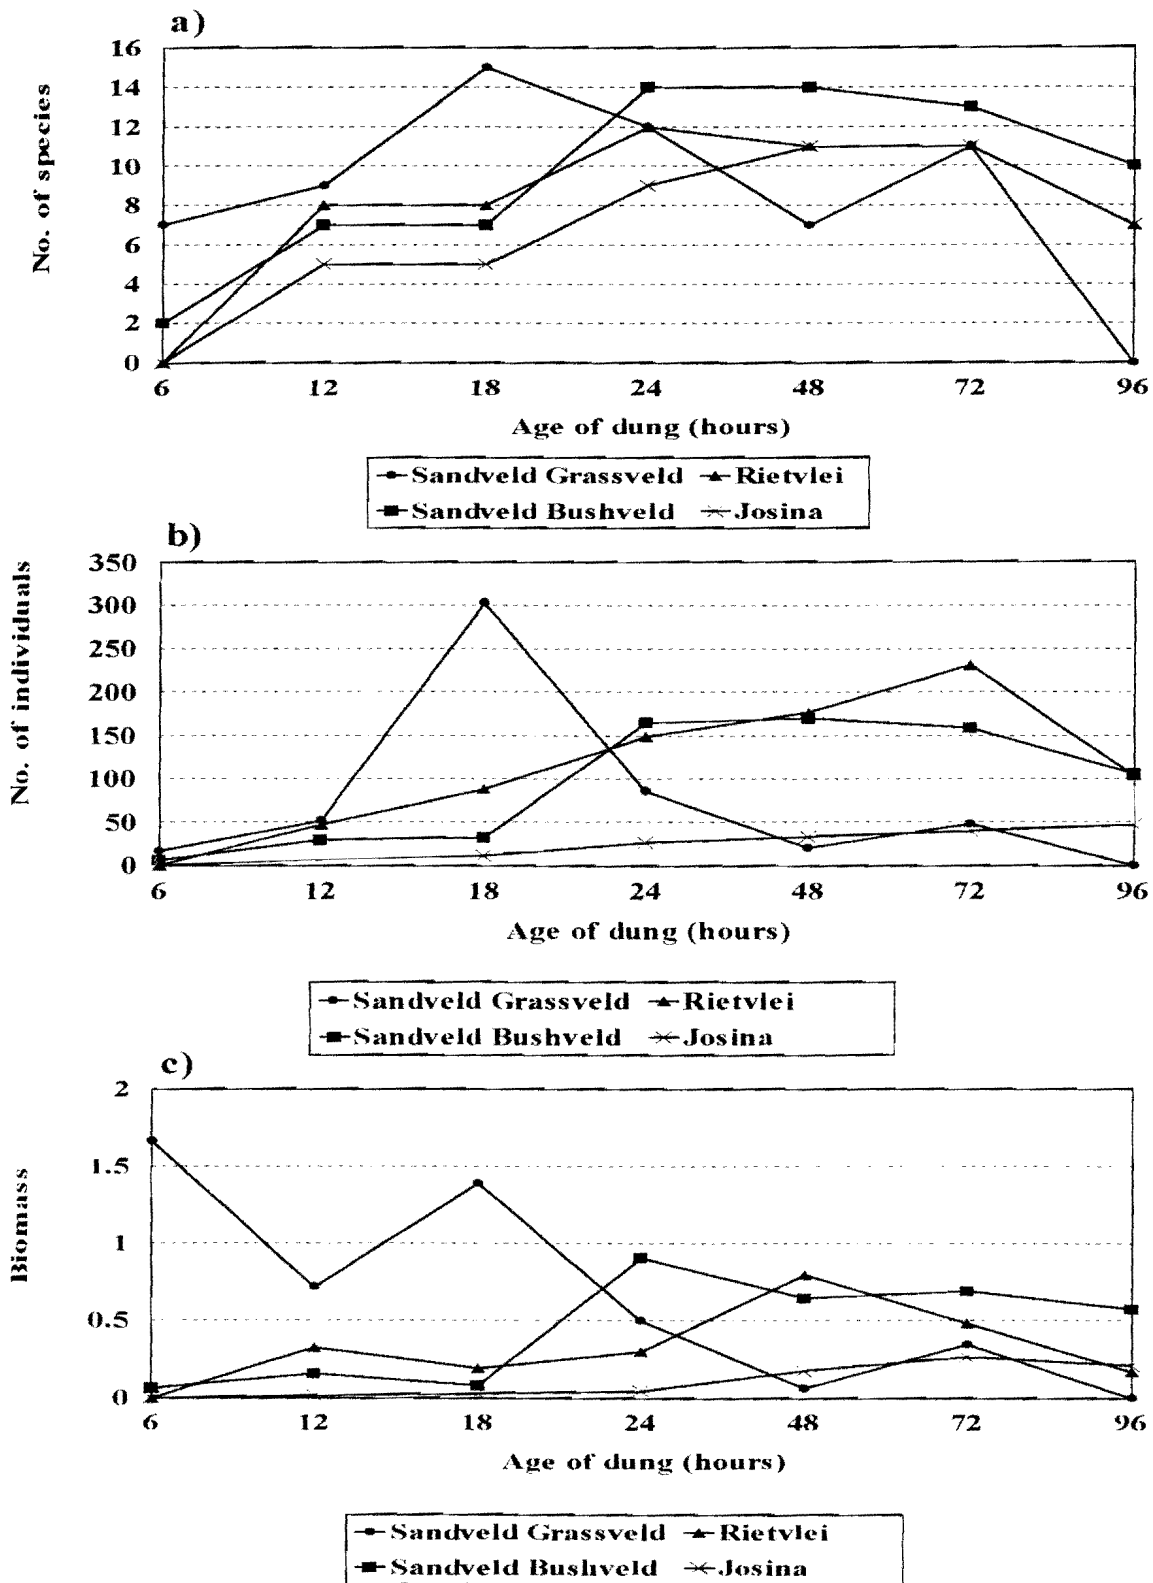 a)
16
14
12
10
8
6
4
2
0
No. of species
6 12 18 24 48 72 96
Age of dung (hours)
Sandveld Grassveld Rietvlei
Sandveld Bushveld Josina
b)
350
300
250
200
150
100
50
0
No. of individuals
6 12 18 24 48 72 96
Age of dung (hours)
Sandveld Grassveld Rietvlei
Sandveld Bushveld Josina
c)
2
1.5
1
0.5
0
Biomass
6 12 18 24 48 72 96
Age of dung (hours)
Sandveld Grassveld Rietvlei
Sandveld Bushveld Josina